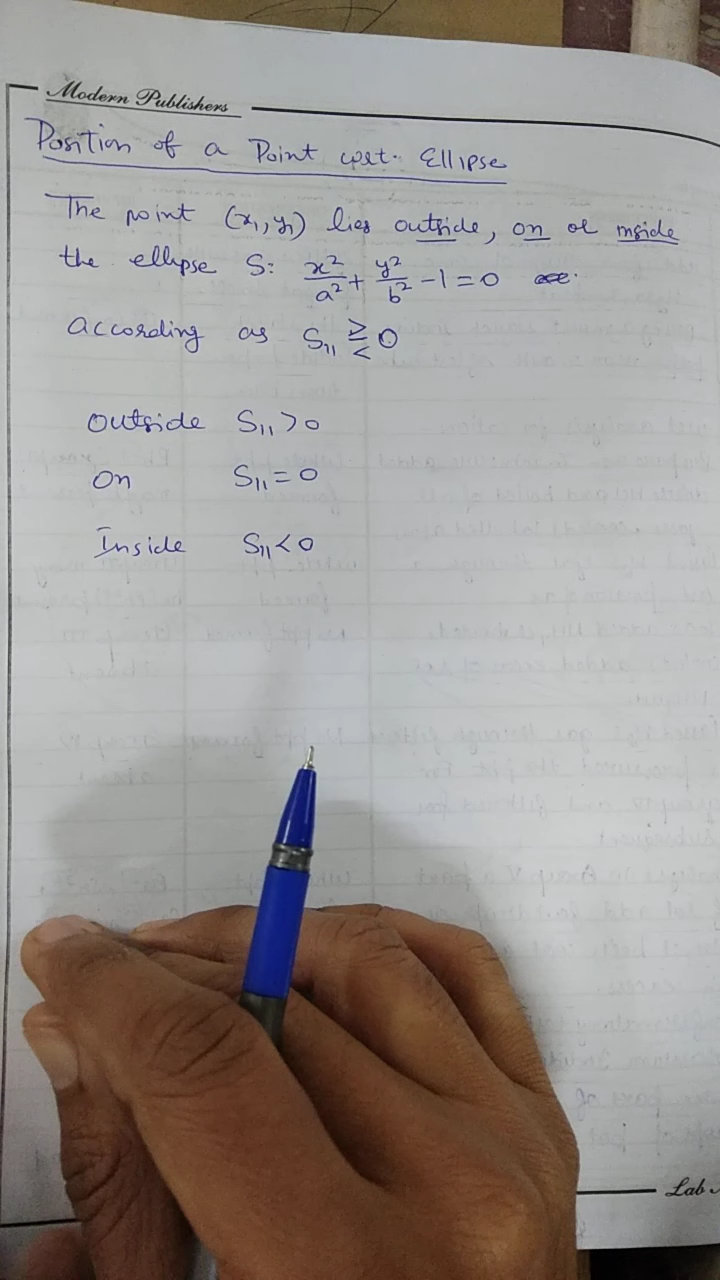 Modern Publishers
Position of a Point wrt. Ellipse
The point (x₁, y₁) lies outside, on or inside
the ellipse S: x²/a² + y²/b² - 1 = 0
According as S₁₁ ⋛ 0
Outside S₁₁ > 0
On S₁₁ = 0
Inside S₁₁ < 0
Lab